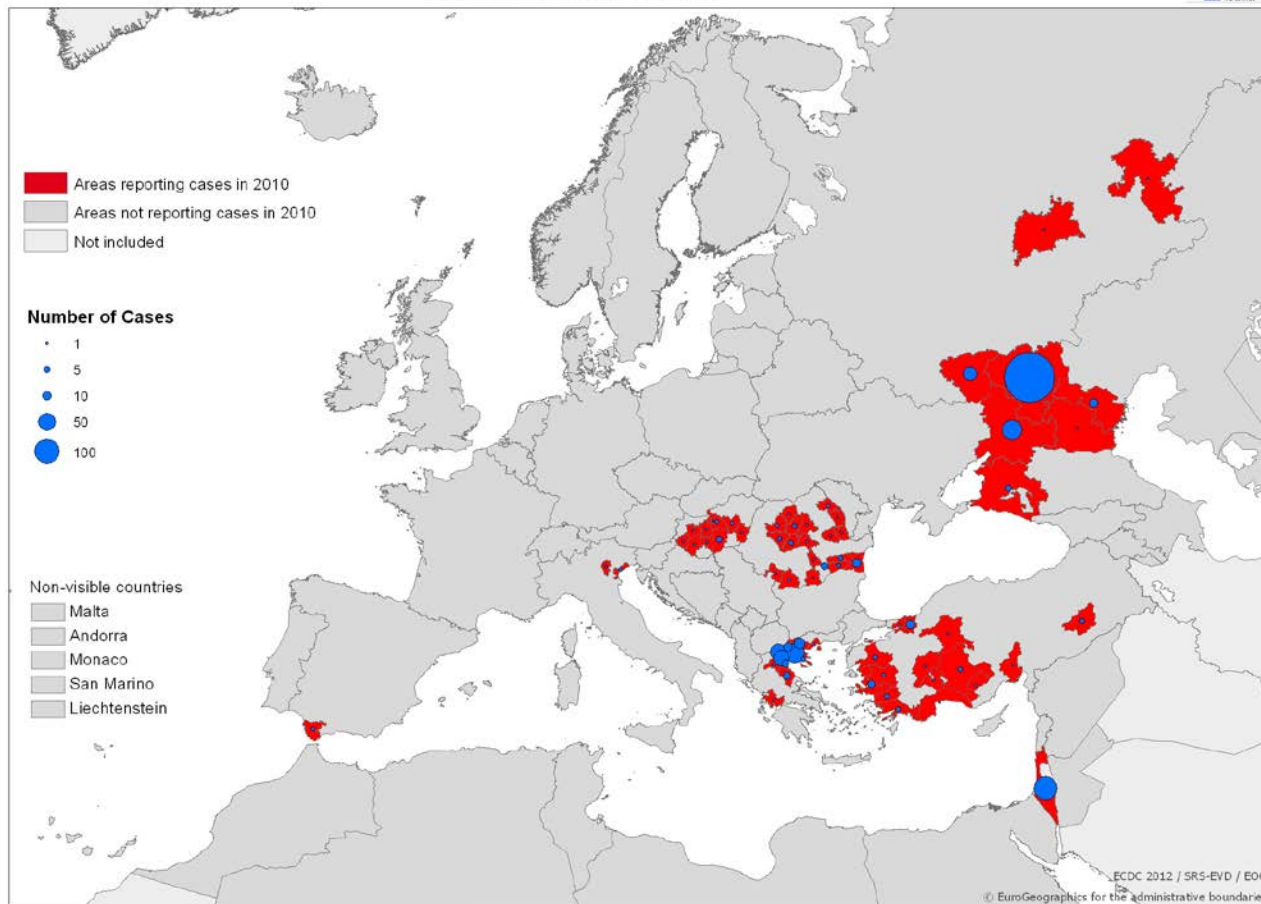 Areas reporting cases in 2010
Areas not reporting cases in 2010
Not included
Number of Cases
1
5
10
50
100
Non-visible countries
Malta
Andorra
Monaco
San Marino
Liechtenstein
ECDC 2012 / SRS-EVD / EO
© EuroGeographics for the administrative boundarie